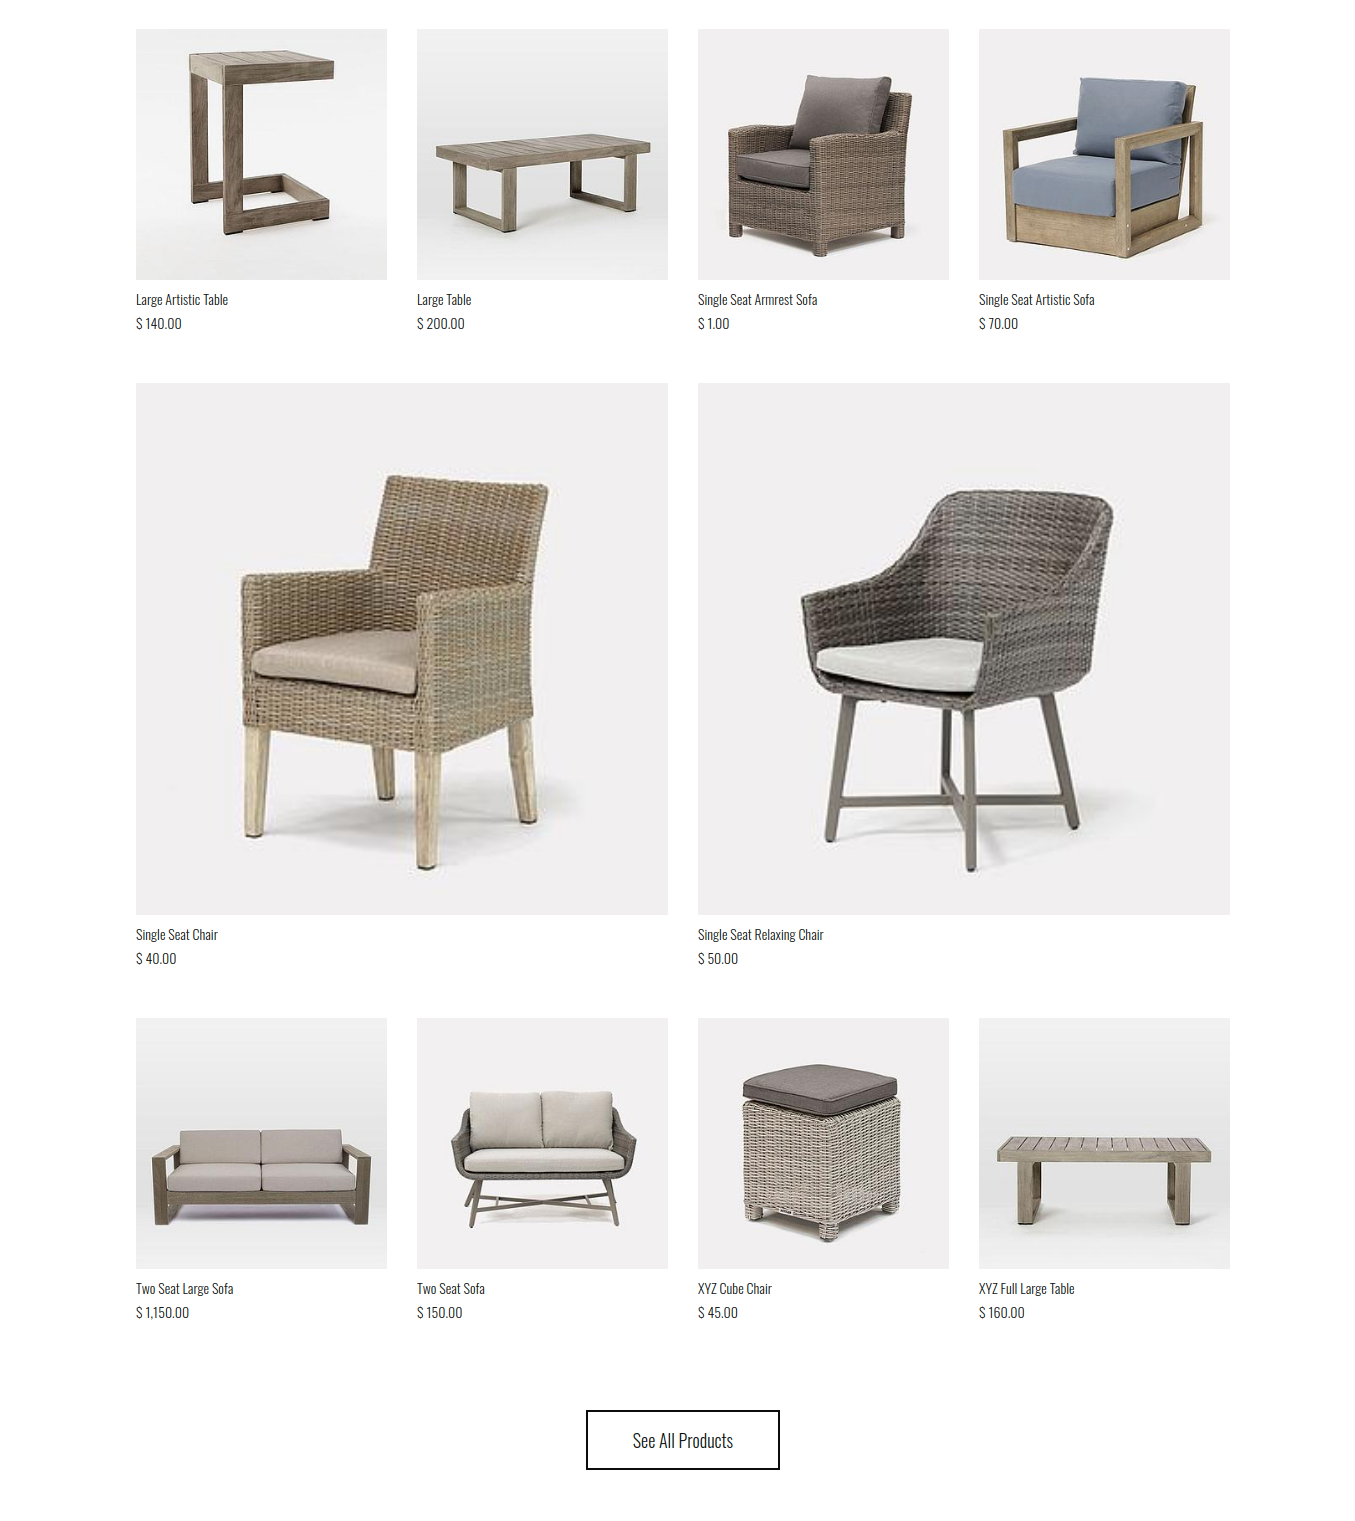 Large Artistic Table
$ 140.00
Large Table
$ 200.00
Single Seat Armrest Sofa
$ 1.00
Single Seat Artistic Sofa
$ 70.00
Single Seat Chair
$ 40.00
Single Seat Relaxing Chair
$ 50.00
Two Seat Large Sofa
$ 1,150.00
Two Seat Sofa
$ 150.00
XYZ Cube Chair
$ 45.00
XYZ Full Large Table
$ 160.00
See All Products